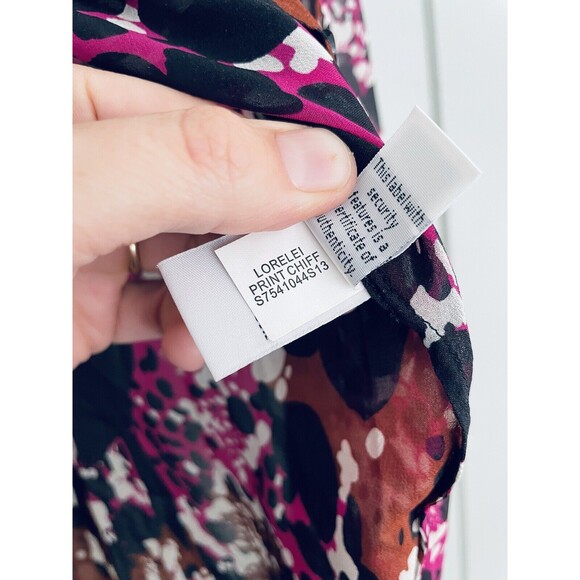 LORELEI
PRINT CHIFF
S7541044S13
This label with
security
features is a
certificate of
authenticity.